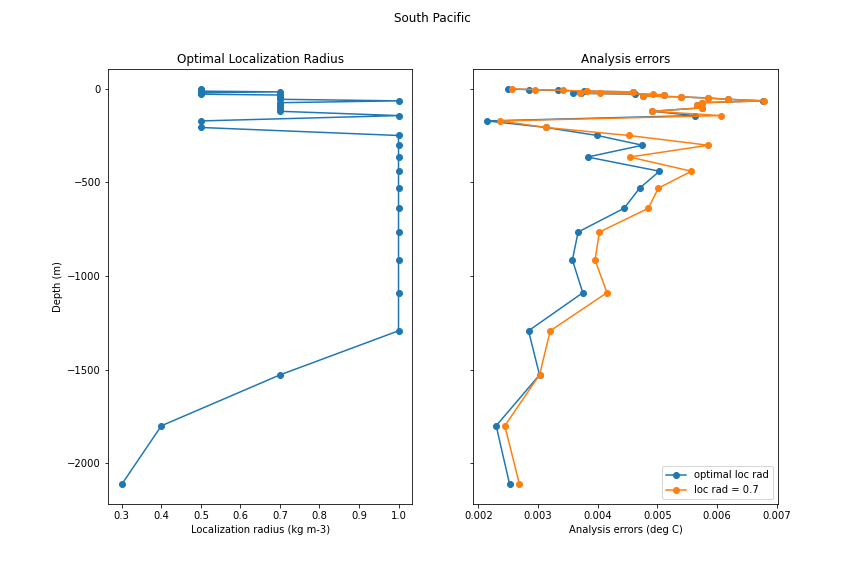 South Pacific
Optimal Localization Radius
Depth (m)
0
−500
−1000
−1500
−2000
0.3 0.4 0.5 0.6 0.7 0.8 0.9 1.0
Localization radius (kg m-3)
Analysis errors
optimal loc rad
loc rad = 0.7
0.002 0.003 0.004 0.005 0.006 0.007
Analysis errors (deg C)